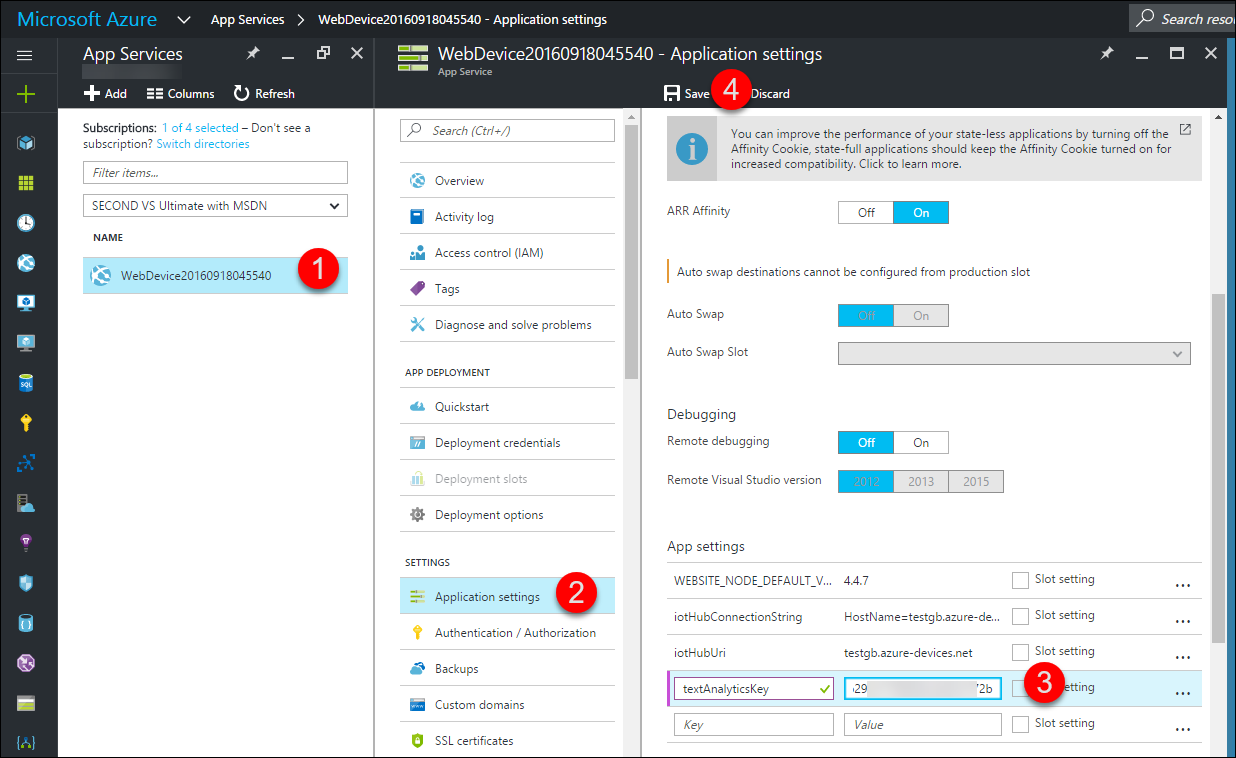 Microsoft Azure
App Services > WebDevice20160918045540 - Application settings
Search reso
App Services
Add
Columns
Refresh
Subscriptions: 1 of 4 selected – Don't see a
subscription? Switch directories
Filter items...
SECOND VS Ultimate with MSDN
NAME
WebDevice20160918045540
1
WebDevice20160918045540 - Application settings
App Service
Search (Ctrl+/)
Overview
Activity log
Access control (IAM)
Tags
Diagnose and solve problems
APP DEPLOYMENT
Quickstart
Deployment credentials
Deployment slots
Deployment options
SETTINGS
Application settings
2
Authentication / Authorization
Backups
Custom domains
SSL certificates
Save
4
Discard
You can improve the performance of your state-less applications by turning off the
Affinity Cookie, state-full applications should keep the Affinity Cookie turned on for
increased compatibility. Click to learn more.
ARR Affinity
Off On
Auto swap destinations cannot be configured from production slot
Auto Swap
Off On
Auto Swap Slot
Debugging
Remote debugging
Off On
Remote Visual Studio version
2012 2013 2015
App settings
WEBSITE_NODE_DEFAULT_V... 4.4.7 Slot setting ...
iotHubConnectionString HostName=testgb.azure-de... Slot setting ...
iotHubUri testgb.azure-devices.net Slot setting ...
textAnalyticsKey 29 72b 3 etting ...
Key Value Slot setting ...
SQL
www